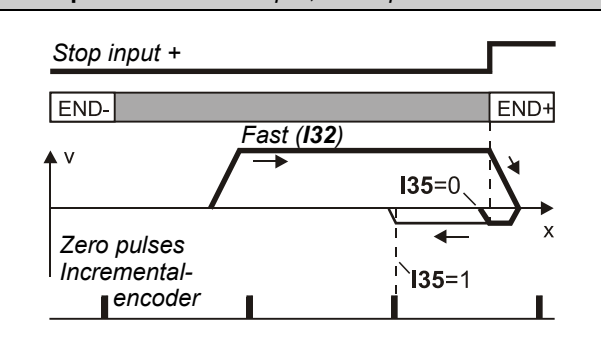 Stop input +
END-
END+
Fast (I32)
v
I35=0
x
Zero pulses
Incremental-
encoder
I35=1